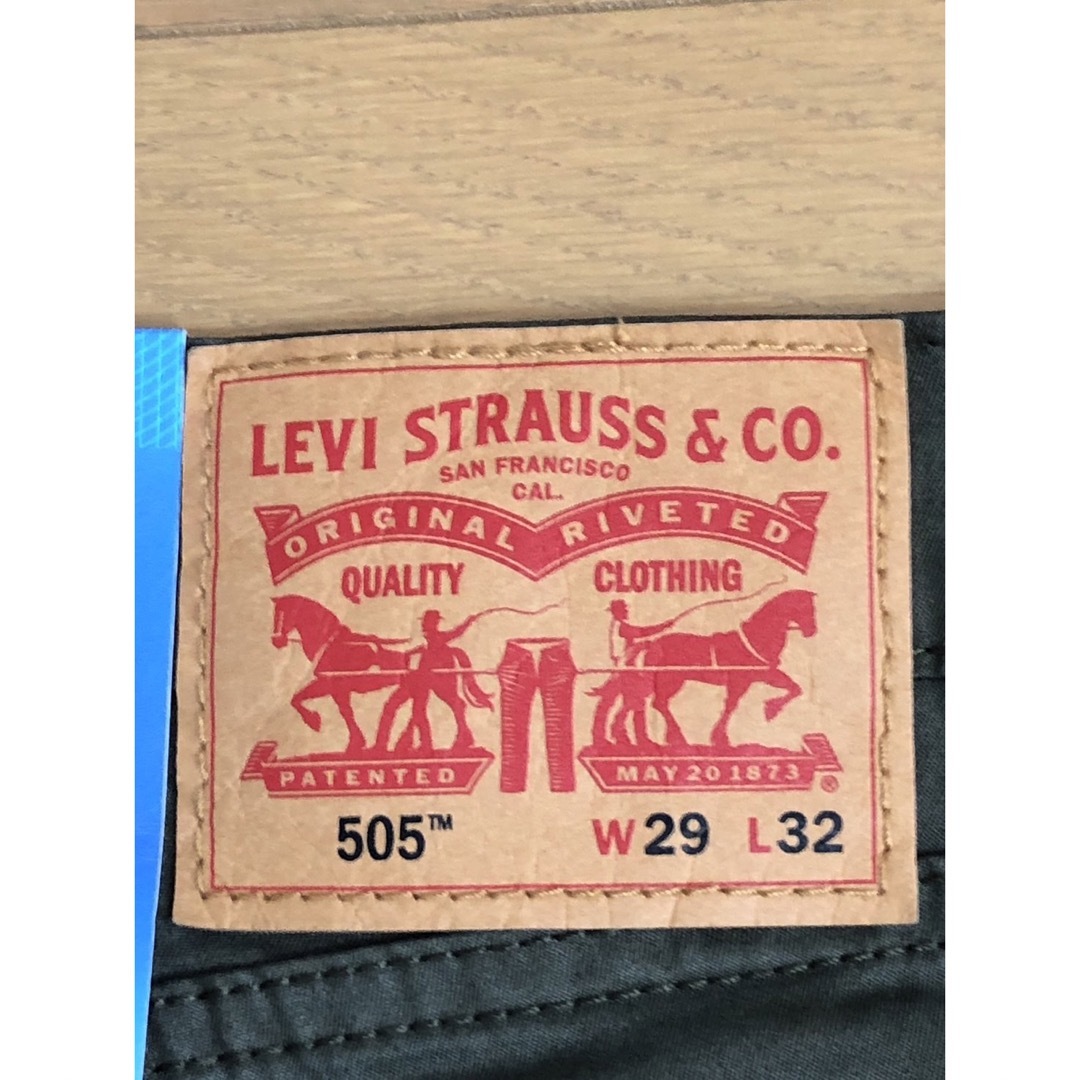 LEVI STRAUSS & CO.
SAN FRANCISCO
CAL.
ORIGINAL RIVETED
QUALITY CLOTHING
PATENTED MAY 20 1873 ®
505™ W29 L32